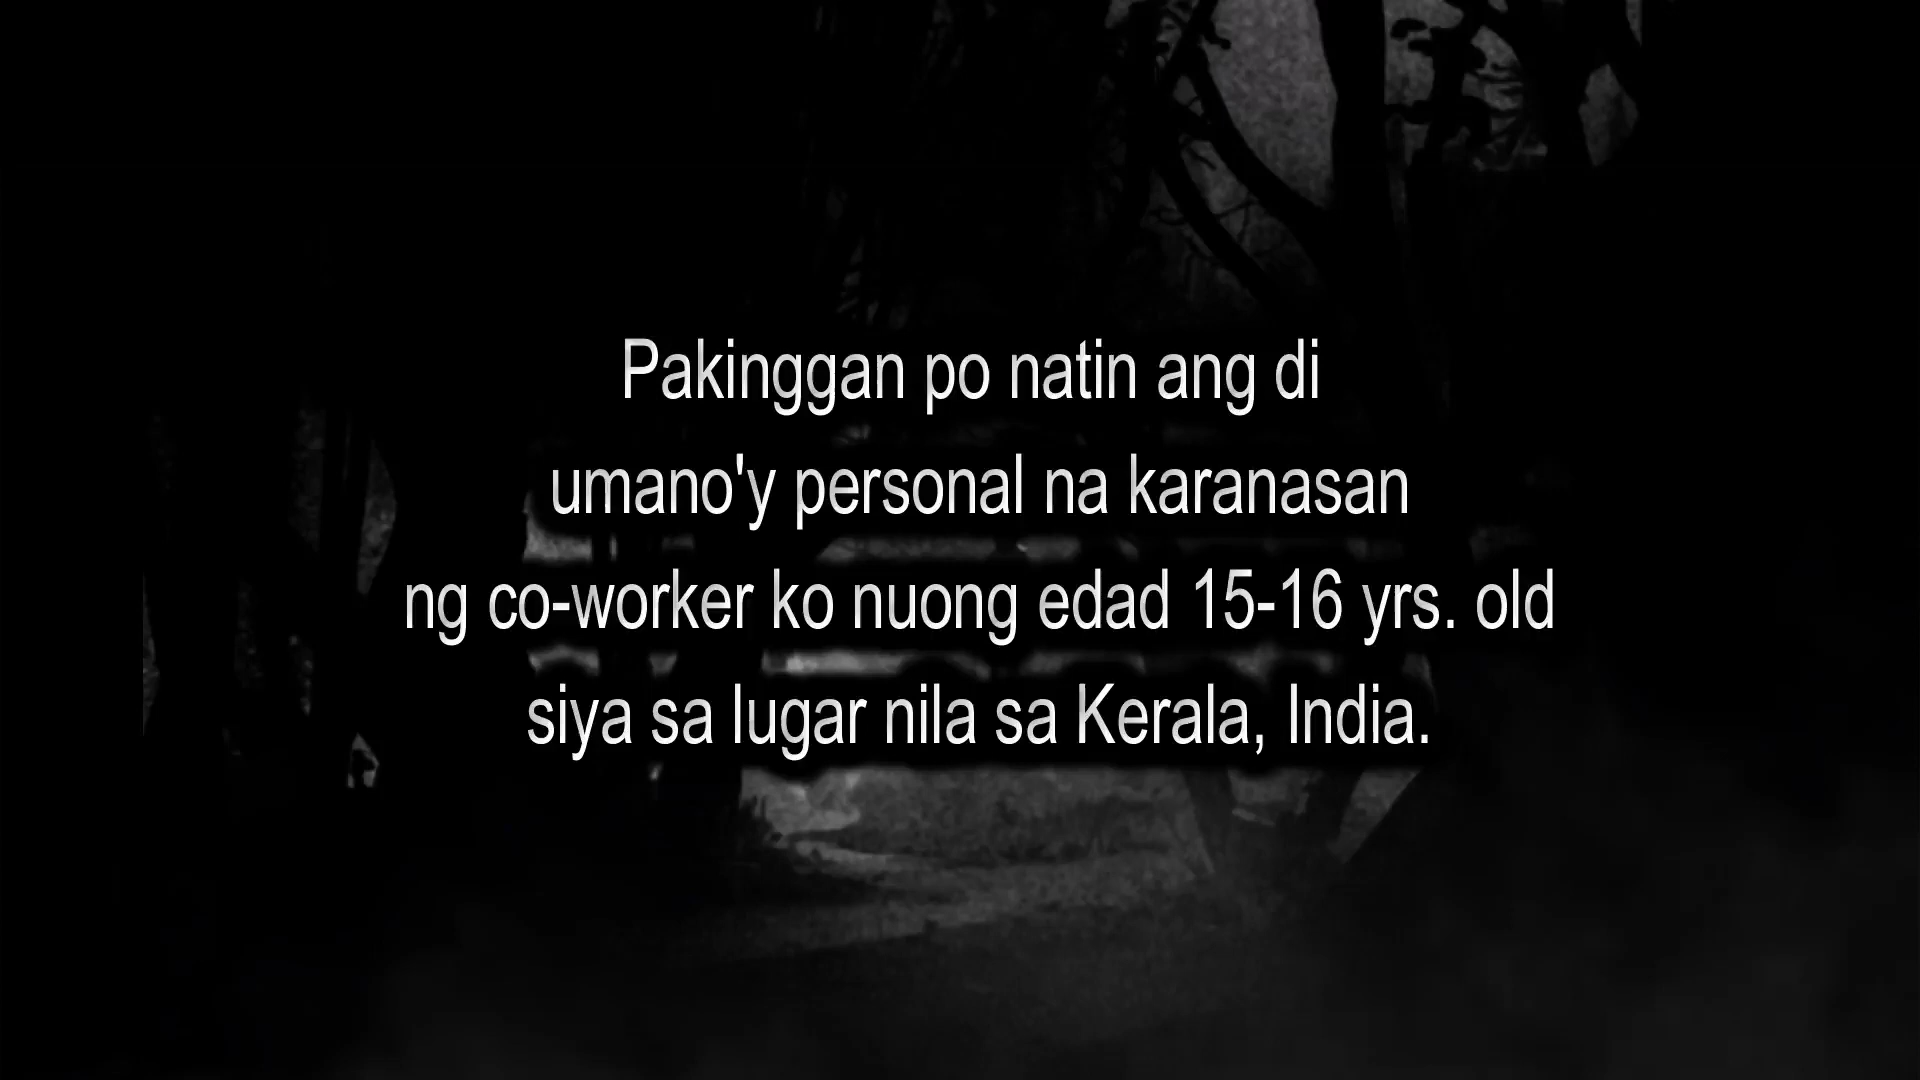 Pakinggan po natin ang di
umano'y personal na karanasan
ng co-worker ko nuong edad 15-16 yrs. old
siya sa lugar nila sa Kerala, India.